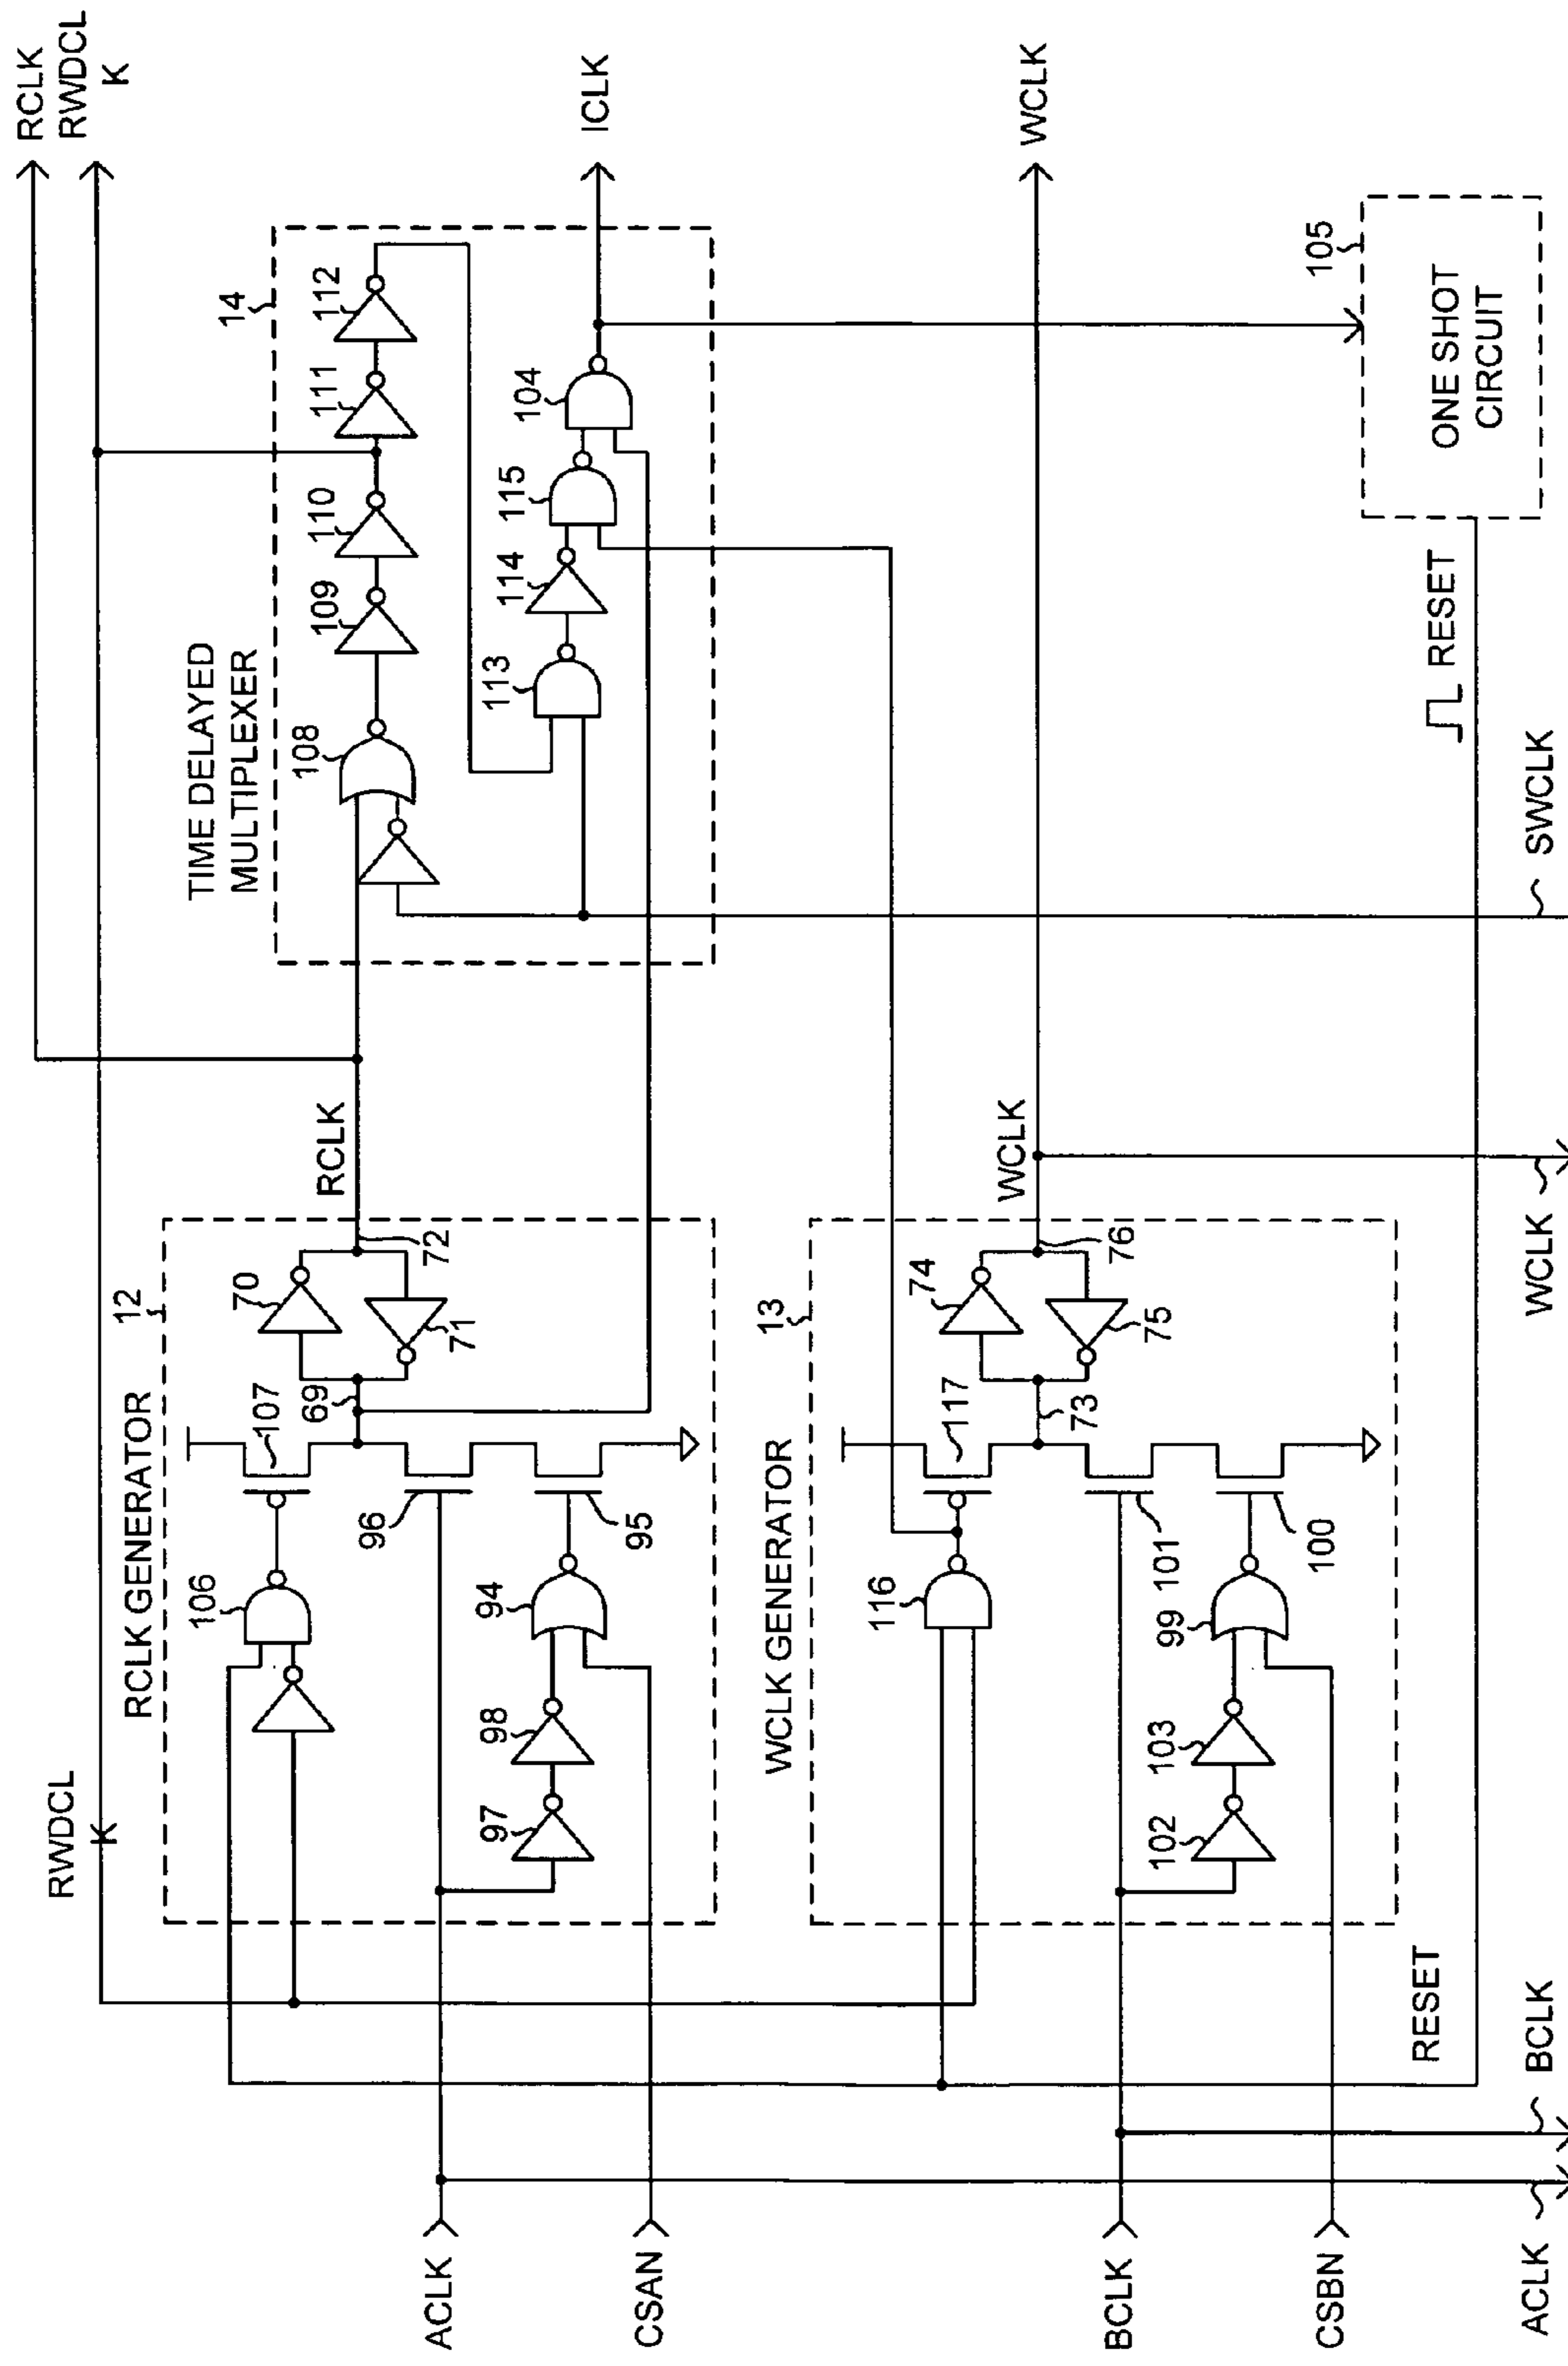 RCLK
RWDCL
K
ICLK
WCLK
14
TIME DELAYED
MULTIPLEXER
108
109
110
111
112
113
114
115
104
105
ONE SHOT
CIRCUIT
RESET
SWCLK
RCLK
WCLK
WCLK
RWDCL
K
RCLK GENERATOR
12
106
107
69
70
71
72
96
95
94
97
98
WCLK GENERATOR
13
116
117
73
74
75
76
101
100
99
102
103
RESET
ACLK
CSAN
BCLK
CSBN
ACLK
BCLK